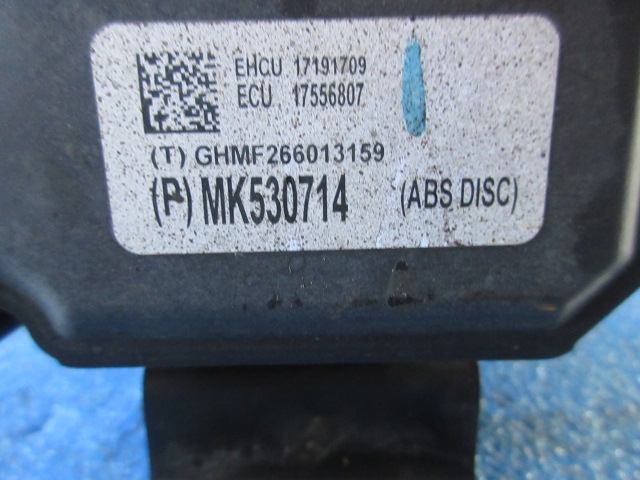 EHCU 17191709
ECU 17556807
(T) GHMF266013159
(P) MK530714 (ABS DISC)